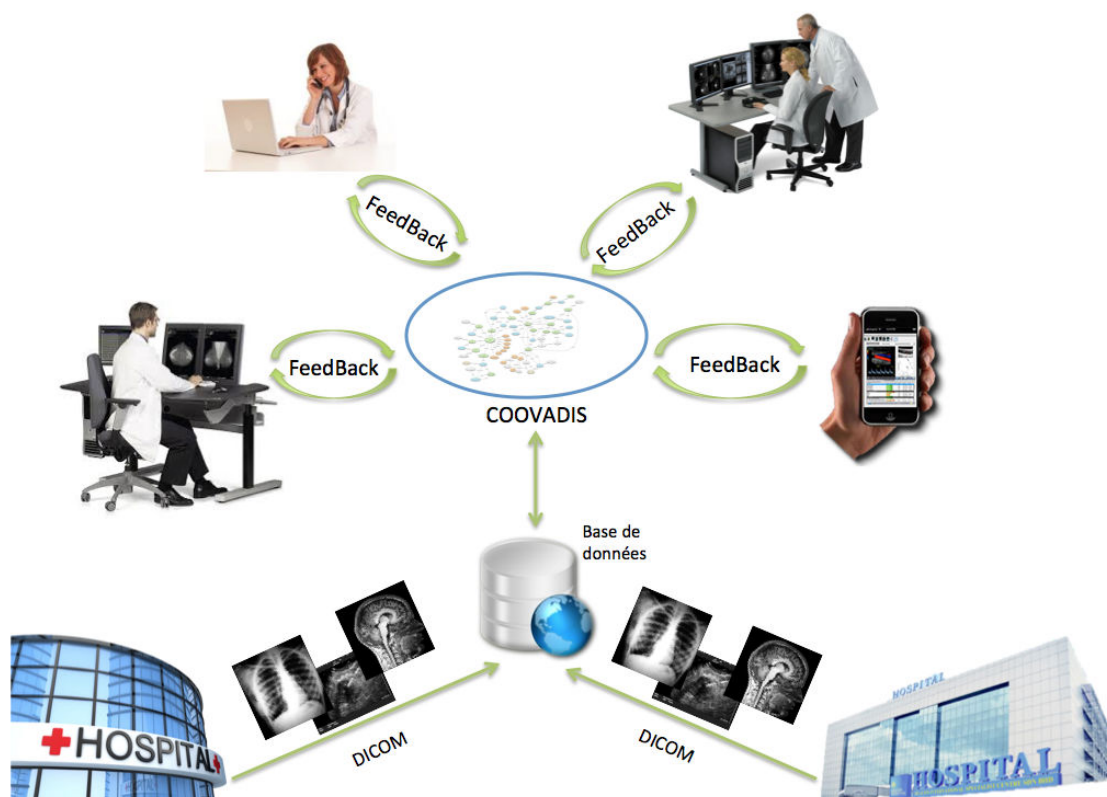 FeedBack
FeedBack
FeedBack
FeedBack
COOVADIS
Base de
données
DICOM
DICOM
HOSPITAL
HOSPITAL
HOSPITAL